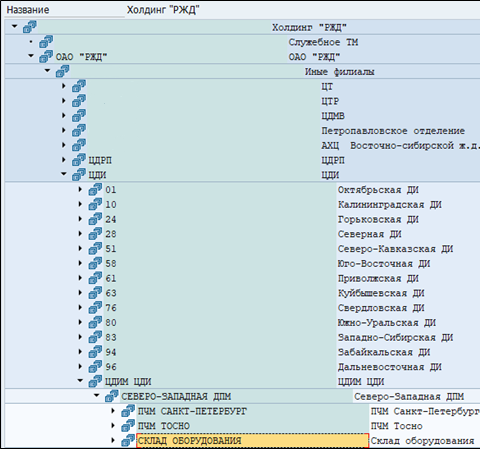 Название Холдинг "РЖД"
Холдинг "РЖД"
Служебное ТМ
ОАО "РЖД" ОАО "РЖД"
Иные филиалы
ЦТ
ЦТР
ЦДМВ
Петропавловское отделение
АХЦ Восточно-сибирской ж.д.
ЦДРП ЦДРП
ЦДИ ЦДИ
01 Октябрьская ДИ
10 Калининградская ДИ
24 Горьковская ДИ
28 Северная ДИ
51 Северо-Кавказская ДИ
58 Юго-Восточная ДИ
61 Приволжская ДИ
63 Куйбышевская ДИ
76 Свердловская ДИ
80 Южно-Уральская ДИ
83 Западно-Сибирская ДИ
94 Забайкальская ДИ
96 Дальневосточная ДИ
ЦДИМ ЦДИ ЦДИМ ЦДИ
СЕВЕРО-ЗАПАДНАЯ ДПМ Северо-Западная ДПМ
ПЧМ САНКТ-ПЕТЕРБУРГ ПЧМ Санкт-Петербург
ПЧМ ТОСНО ПЧМ Тосно
СКЛАД ОБОРУДОВАНИЯ Склад оборудования